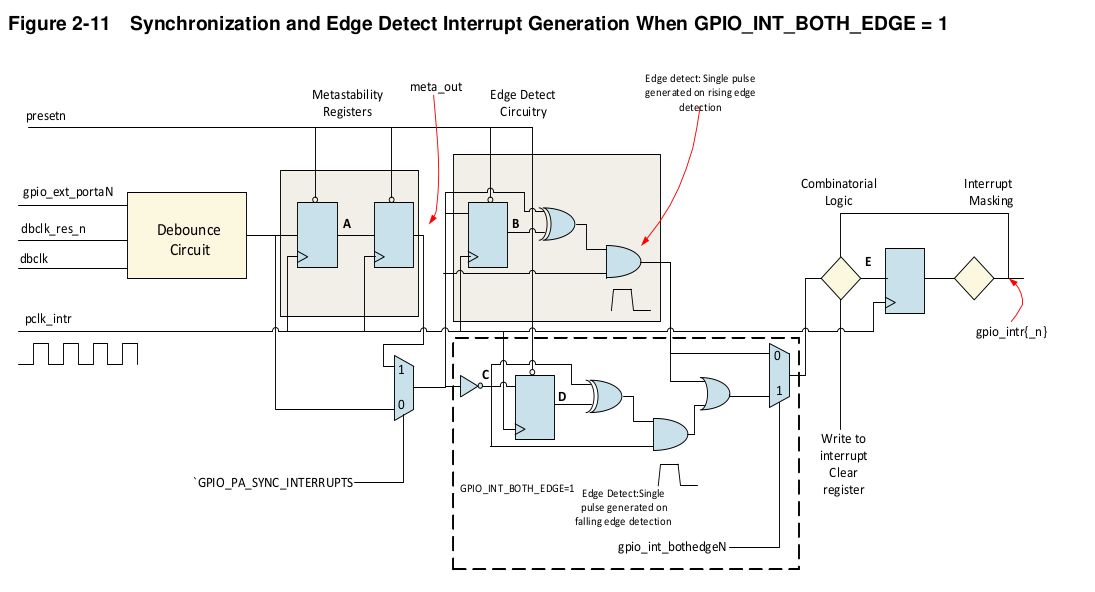 Figure 2-11 Synchronization and Edge Detect Interrupt Generation When GPIO_INT_BOTH_EDGE = 1
presetn
Metastability
Registers
meta_out
Edge Detect
Circuitry
Edge detect: Single pulse
generated on rising edge
detection
gpio_ext_portaN
dbclk_res_n
dbclk
Debounce
Circuit
A
B
Combinatorial
Logic
Interrupt
Masking
E
pclk_intr
gpio_intr{_n}
1
0
C
D
0
1
`GPIO_PA_SYNC_INTERRUPTS
GPIO_INT_BOTH_EDGE=1
Edge Detect:Single
pulse generated on
falling edge detection
gpio_int_bothedgeN
Write to
interrupt
Clear
register